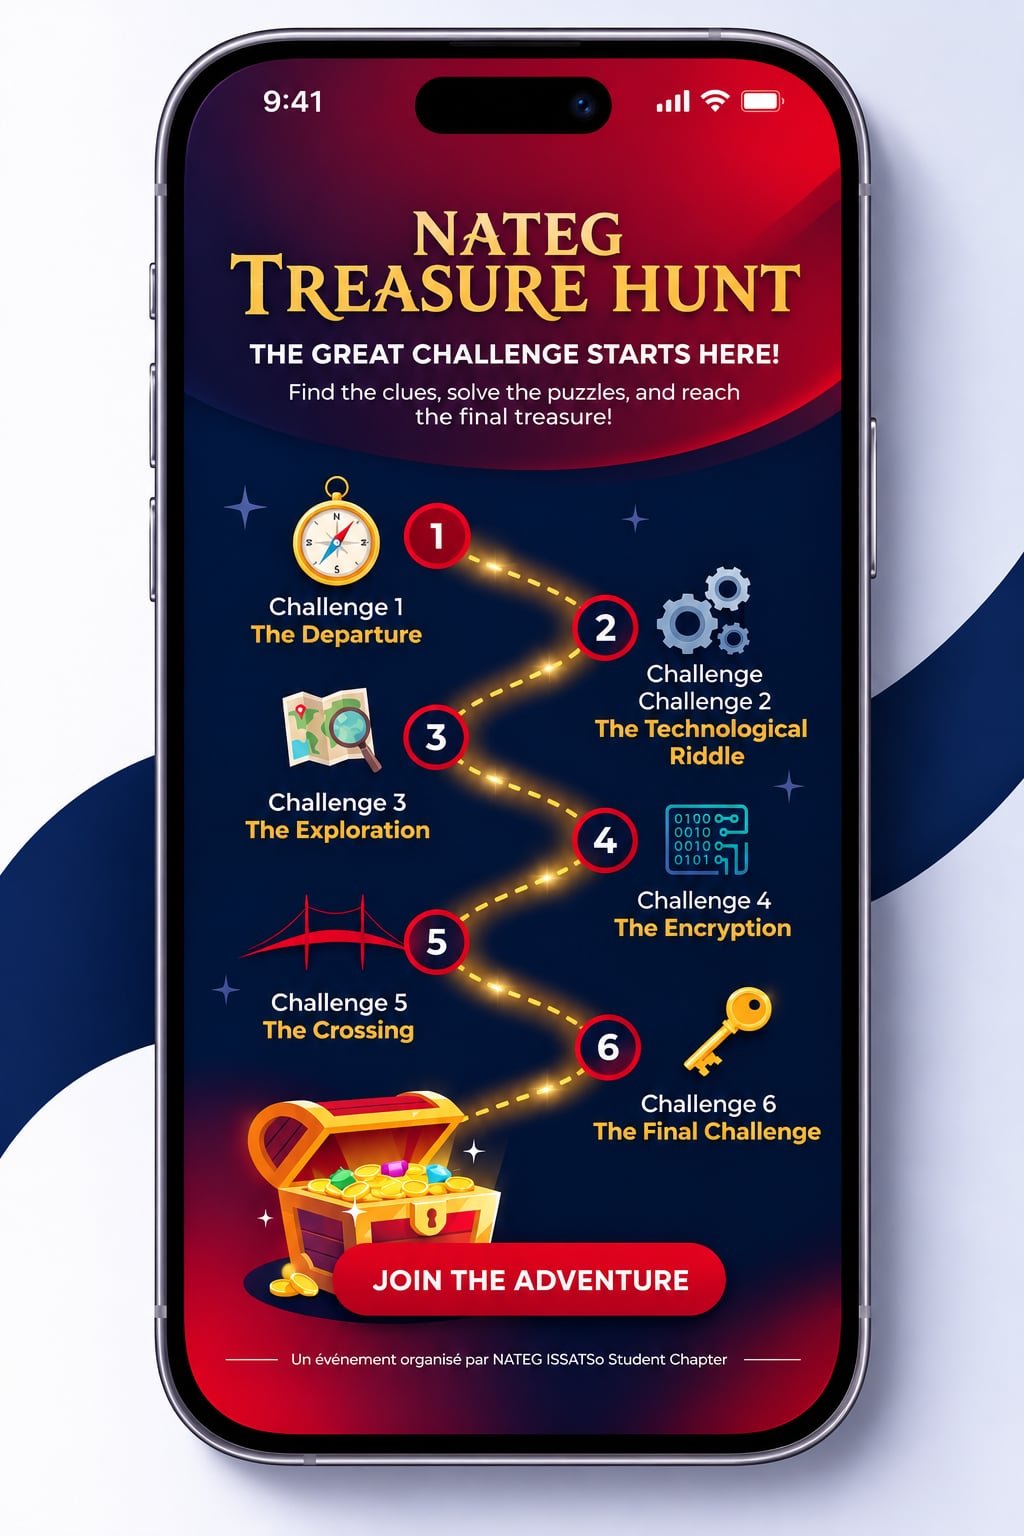 9:41
NATEG
TREASURE HUNT
THE GREAT CHALLENGE STARTS HERE!
Find the clues, solve the puzzles, and reach
the final treasure!
N
S
1
Challenge 1
The Departure
2
Challenge
Challenge 2
The Technological
Riddle
3
Challenge 3
The Exploration
4
0100
0010
0010
0101
Challenge 4
The Encryption
5
Challenge 5
The Crossing
6
Challenge 6
The Final Challenge
JOIN THE ADVENTURE
Un événement organisé par NATEG ISSATSo Student Chapter